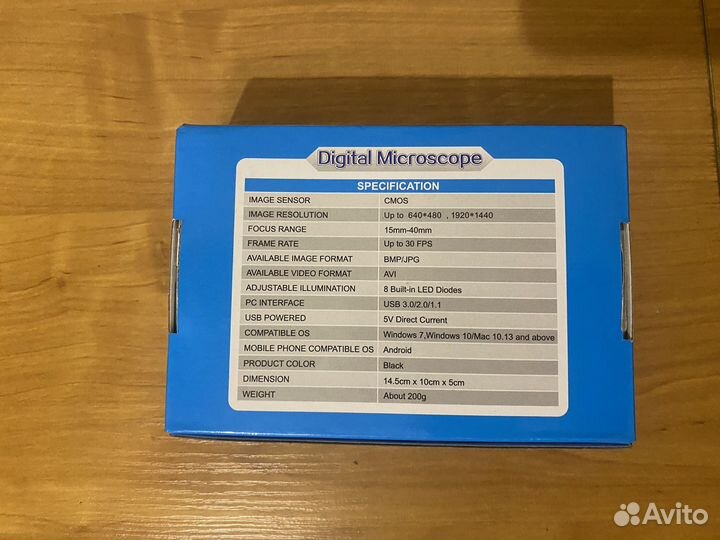 Digital Microscope
SPECIFICATION
IMAGE SENSOR CMOS
IMAGE RESOLUTION Up to 640*480 , 1920*1440
FOCUS RANGE 15mm-40mm
FRAME RATE Up to 30 FPS
AVAILABLE IMAGE FORMAT BMP/JPG
AVAILABLE VIDEO FORMAT AVI
ADJUSTABLE ILLUMINATION 8 Built-in LED Diodes
PC INTERFACE USB 3.0/2.0/1.1
USB POWERED 5V Direct Current
COMPATIBLE OS Windows 7,Windows 10/Mac 10.13 and above
MOBILE PHONE COMPATIBLE OS Android
PRODUCT COLOR Black
DIMENSION 14.5cm x 10cm x 5cm
WEIGHT About 200g
Avito